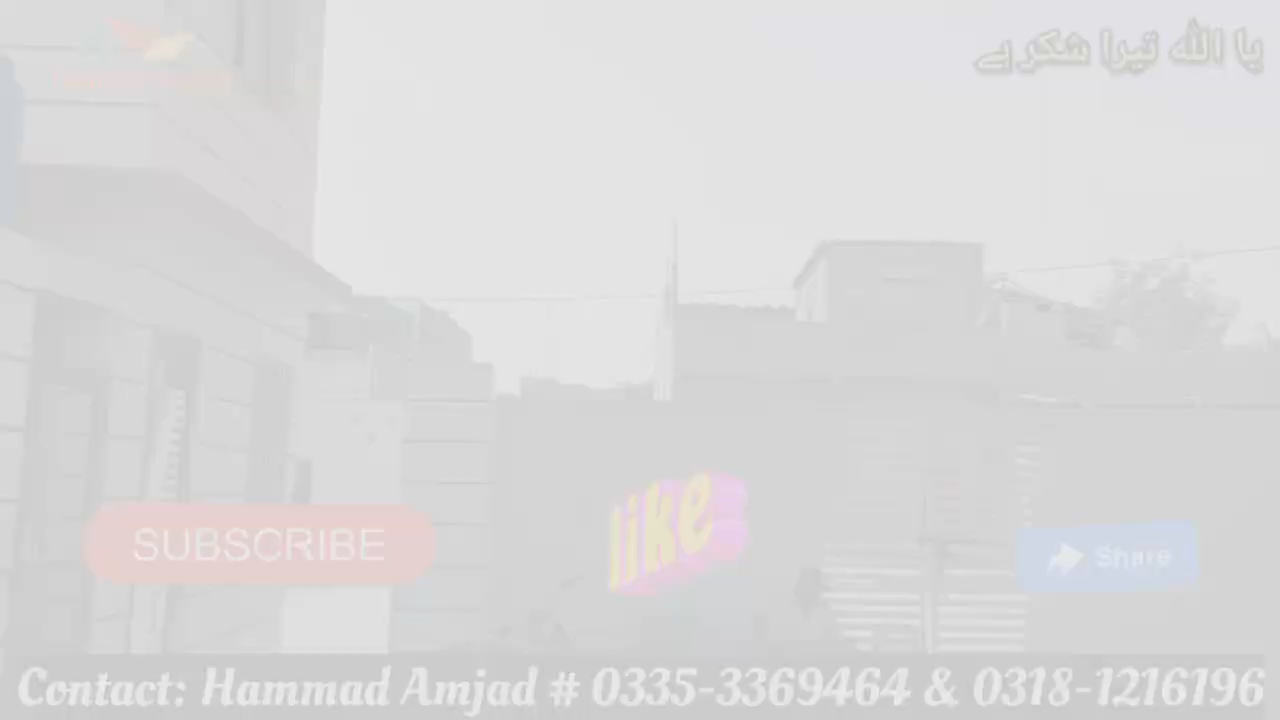 یا اللہ تیرا شکر ہے
like
SUBSCRIBE
Share
Contact: Hammad Amjad # 0335-3369464 & 0318-1216196